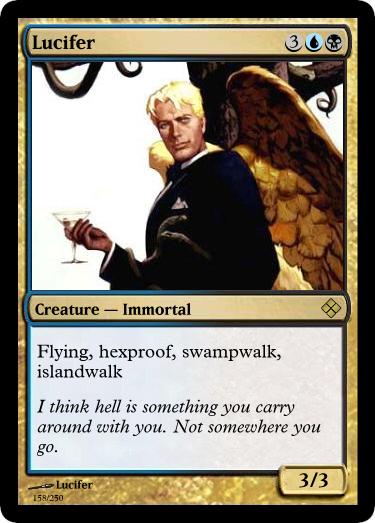 Lucifer 3
Creature — Immortal
Flying, hexproof, swampwalk,
islandwalk
I think hell is something you carry
around with you. Not somewhere you
go.
Lucifer
3/3
158/250